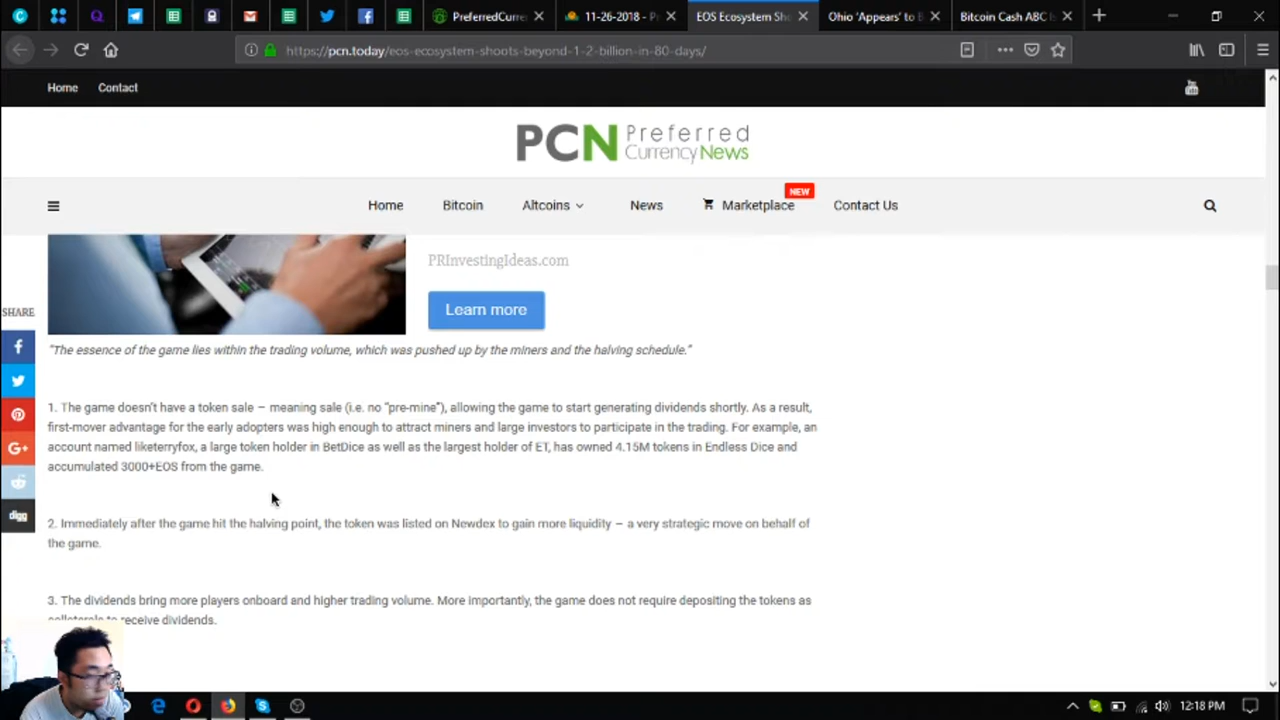 PreferredCurre
11-26-2018 - P
EOS Ecosystem Sho
Ohio 'Appears' to B
Bitcoin Cash ABC B
https://pcn.today/eos-ecosystem-shoots-beyond-1-2-billion-in-80-days/
Home Contact
PCN Preferred
CurrencyNews
NEW
Home Bitcoin Altcoins News Marketplace Contact Us
PRInvestingIdeas.com
Learn more
SHARE
"The essence of the game lies within the trading volume, which was pushed up by the miners and the halving schedule."
1. The game doesn't have a token sale – meaning sale (i.e. no "pre-mine"), allowing the game to start generating dividends shortly. As a result,
first-mover advantage for the early adopters was high enough to attract miners and large investors to participate in the trading. For example, an
account named liketerryfox, a large token holder in BetDice as well as the largest holder of ET, has owned 4.15M tokens in Endless Dice and
accumulated 3000+EOS from the game.
digg
2. Immediately after the game hit the halving point, the token was listed on Newdex to gain more liquidity – a very strategic move on behalf of
the game.
3. The dividends bring more players onboard and higher trading volume. More importantly, the game does not require depositing the tokens as
collaterals to receive dividends.
12:18 PM